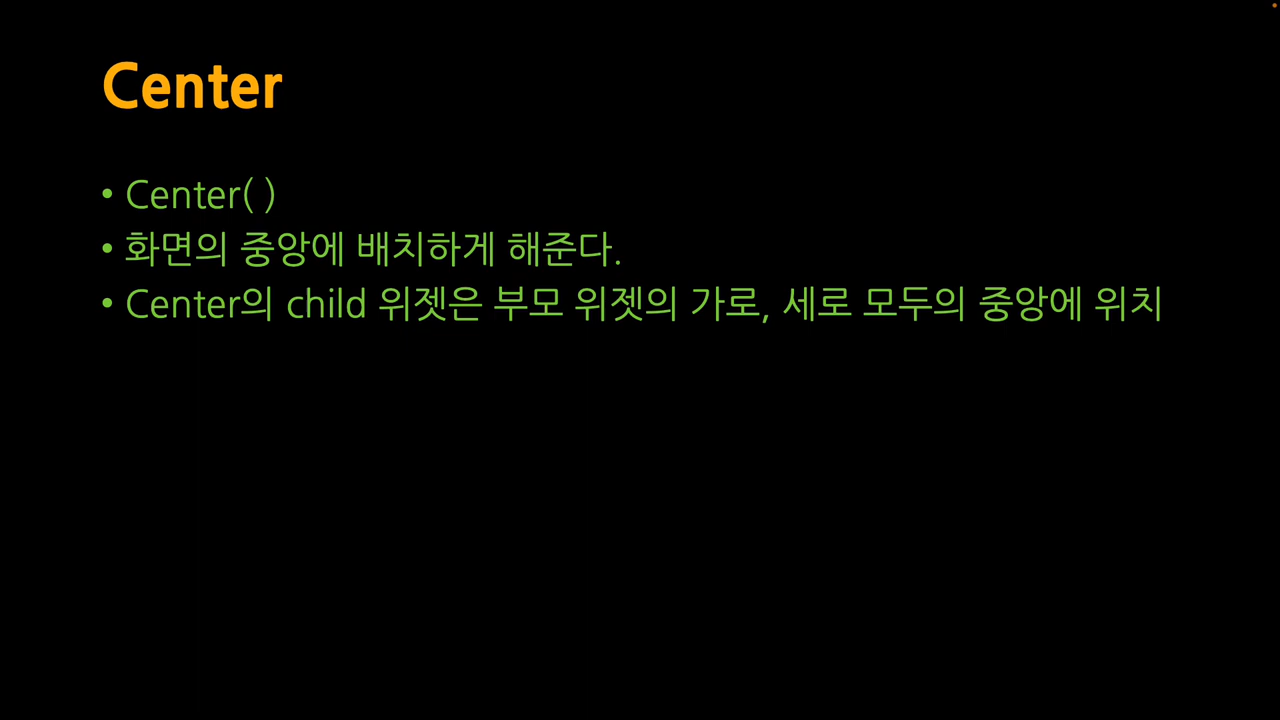 Center
• Center( )
• 화면의 중앙에 배치하게 해준다.
• Center의 child 위젯은 부모 위젯의 가로, 세로 모두의 중앙에 위치